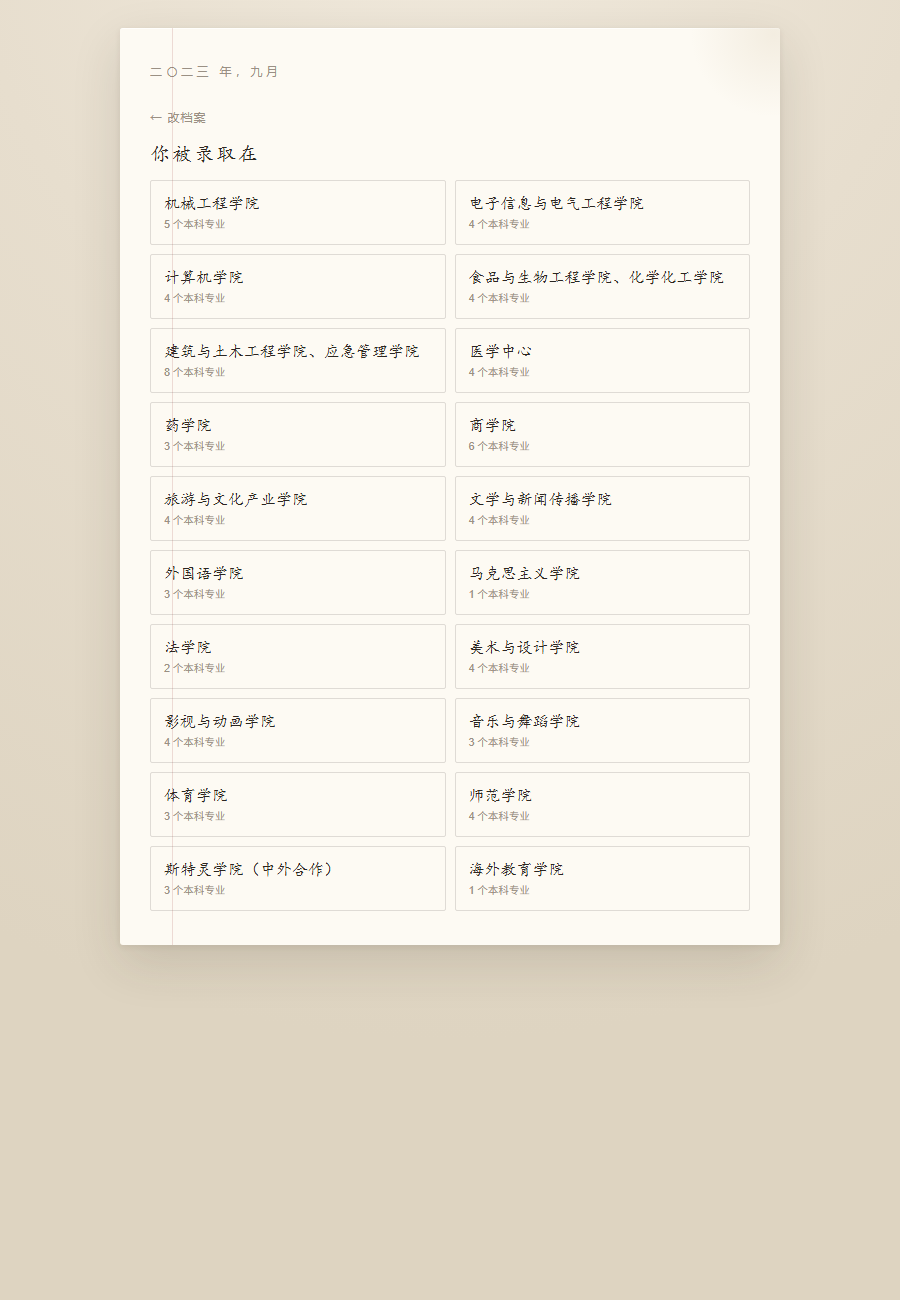 二〇二三 年，九月
← 改档案
你被录取在
机械工程学院
5 个本科专业
电子信息与电气工程学院
4 个本科专业
计算机学院
4 个本科专业
食品与生物工程学院、化学化工学院
4 个本科专业
建筑与土木工程学院、应急管理学院
8 个本科专业
医学中心
4 个本科专业
药学院
3 个本科专业
商学院
6 个本科专业
旅游与文化产业学院
4 个本科专业
文学与新闻传播学院
4 个本科专业
外国语学院
3 个本科专业
马克思主义学院
1 个本科专业
法学院
2 个本科专业
美术与设计学院
4 个本科专业
影视与动画学院
4 个本科专业
音乐与舞蹈学院
3 个本科专业
体育学院
3 个本科专业
师范学院
4 个本科专业
斯特灵学院（中外合作）
3 个本科专业
海外教育学院
1 个本科专业